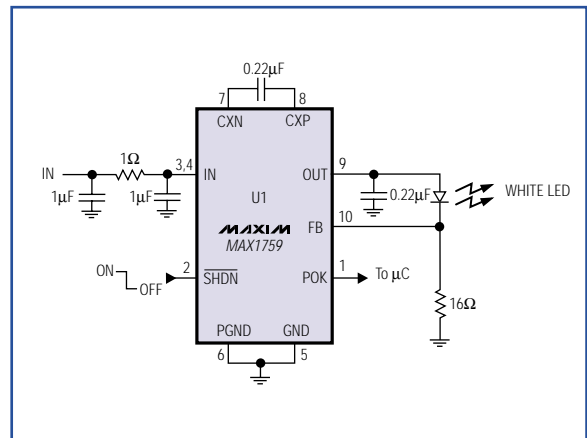 0.22µF
7 8
CXN CXP
1Ω
IN 3,4 IN OUT 9
1µF 1µF 0.22µF WHITE LED
U1
MAXIM FB 10
MAX1759
ON 2 SHDN POK 1 To µC
OFF
16Ω
PGND GND
6 5